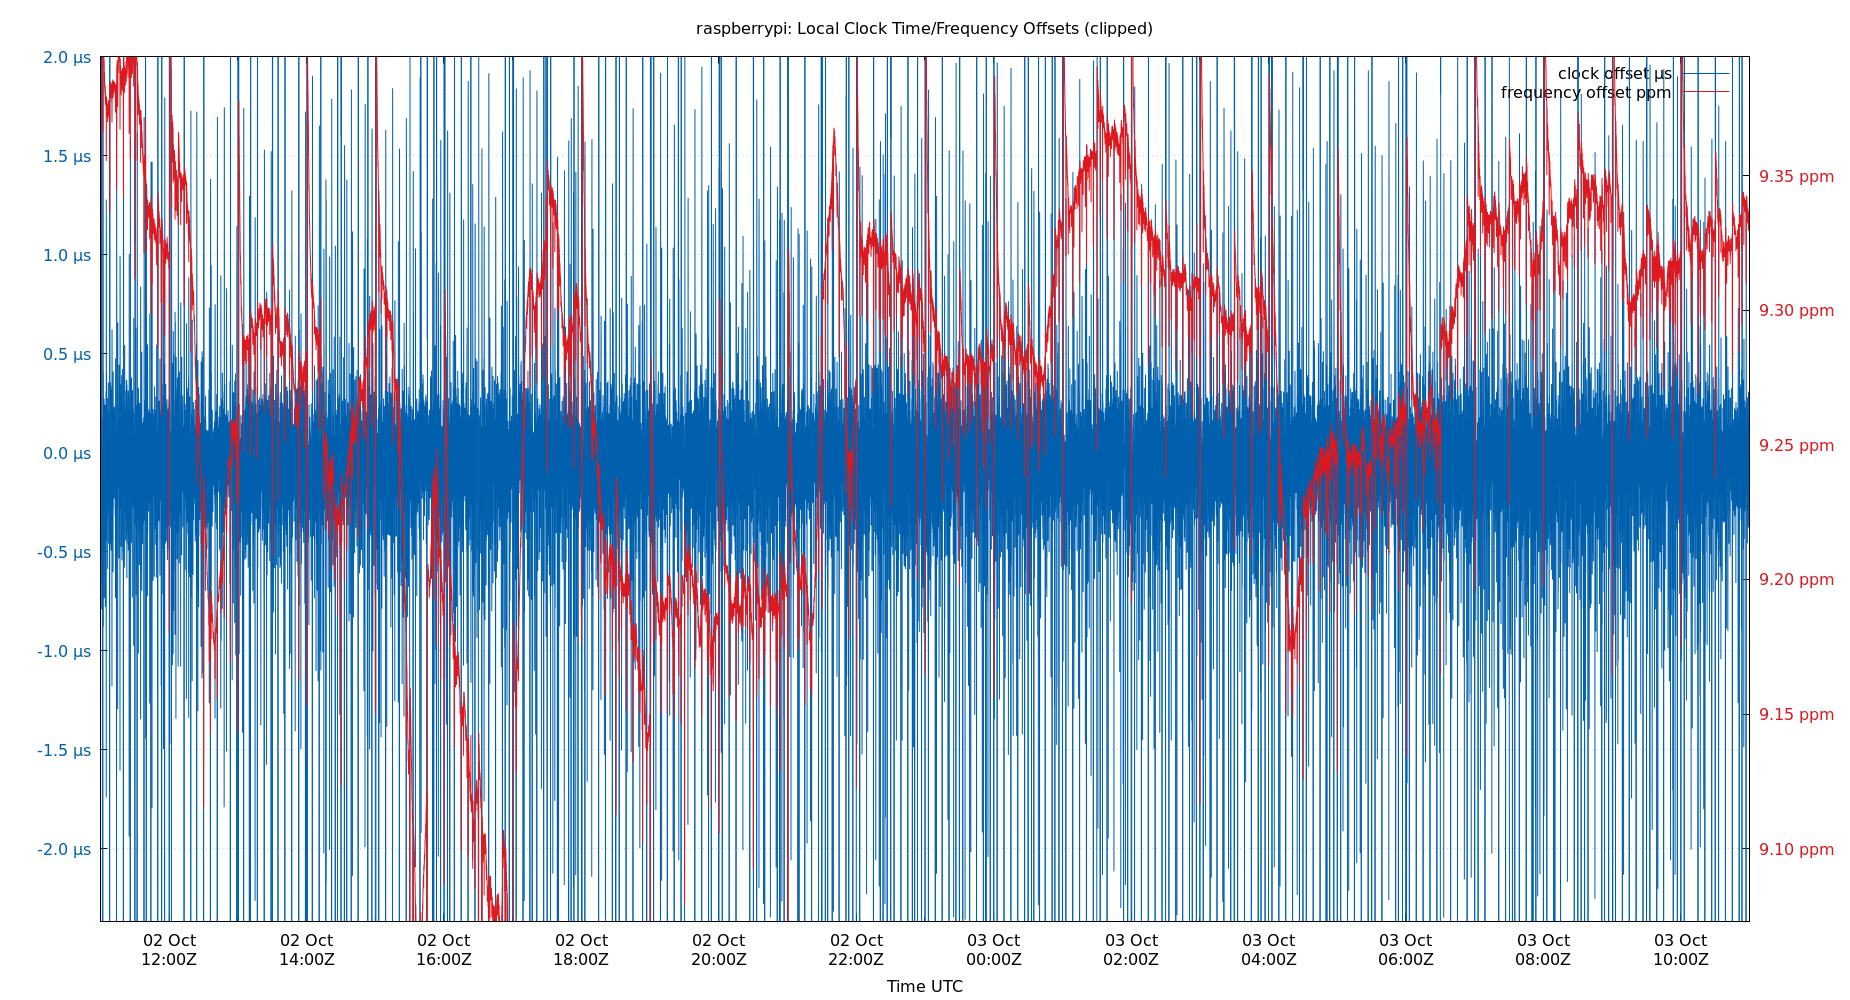 raspberrypi: Local Clock Time/Frequency Offsets (clipped)
clock offset µs
frequency offset ppm
2.0 µs
1.5 µs
1.0 µs
0.5 µs
0.0 µs
-0.5 µs
-1.0 µs
-1.5 µs
-2.0 µs
9.35 ppm
9.30 ppm
9.25 ppm
9.20 ppm
9.15 ppm
9.10 ppm
02 Oct 02 Oct 02 Oct 02 Oct 02 Oct 02 Oct 03 Oct 03 Oct 03 Oct 03 Oct 03 Oct 03 Oct
12:00Z 14:00Z 16:00Z 18:00Z 20:00Z 22:00Z 00:00Z 02:00Z 04:00Z 06:00Z 08:00Z 10:00Z
Time UTC